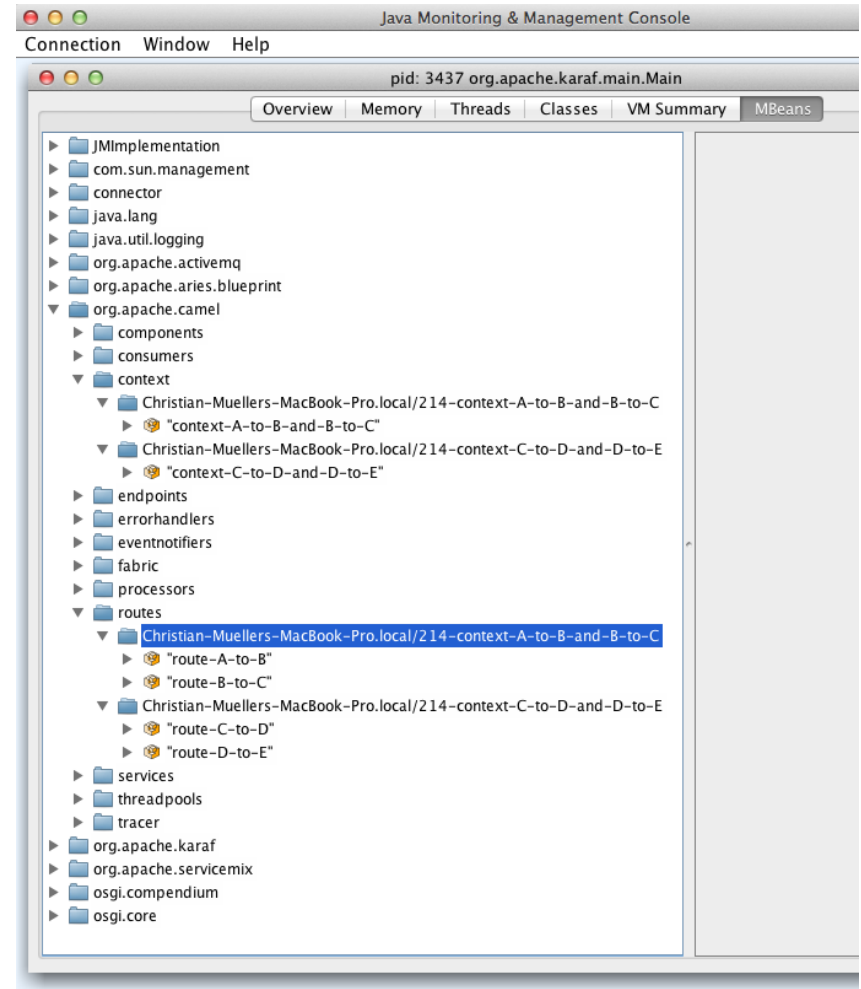 Java Monitoring & Management Console
Connection Window Help
pid: 3437 org.apache.karaf.main.Main
Overview Memory Threads Classes VM Summary MBeans
JMImplementation
com.sun.management
connector
java.lang
java.util.logging
org.apache.activemq
org.apache.aries.blueprint
org.apache.camel
components
consumers
context
Christian-Muellers-MacBook-Pro.local/214-context-A-to-B-and-B-to-C
"context-A-to-B-and-B-to-C"
Christian-Muellers-MacBook-Pro.local/214-context-C-to-D-and-D-to-E
"context-C-to-D-and-D-to-E"
endpoints
errorhandlers
eventnotifiers
fabric
processors
routes
Christian-Muellers-MacBook-Pro.local/214-context-A-to-B-and-B-to-C
"route-A-to-B"
"route-B-to-C"
Christian-Muellers-MacBook-Pro.local/214-context-C-to-D-and-D-to-E
"route-C-to-D"
"route-D-to-E"
services
threadpools
tracer
org.apache.karaf
org.apache.servicemix
osgi.compendium
osgi.core